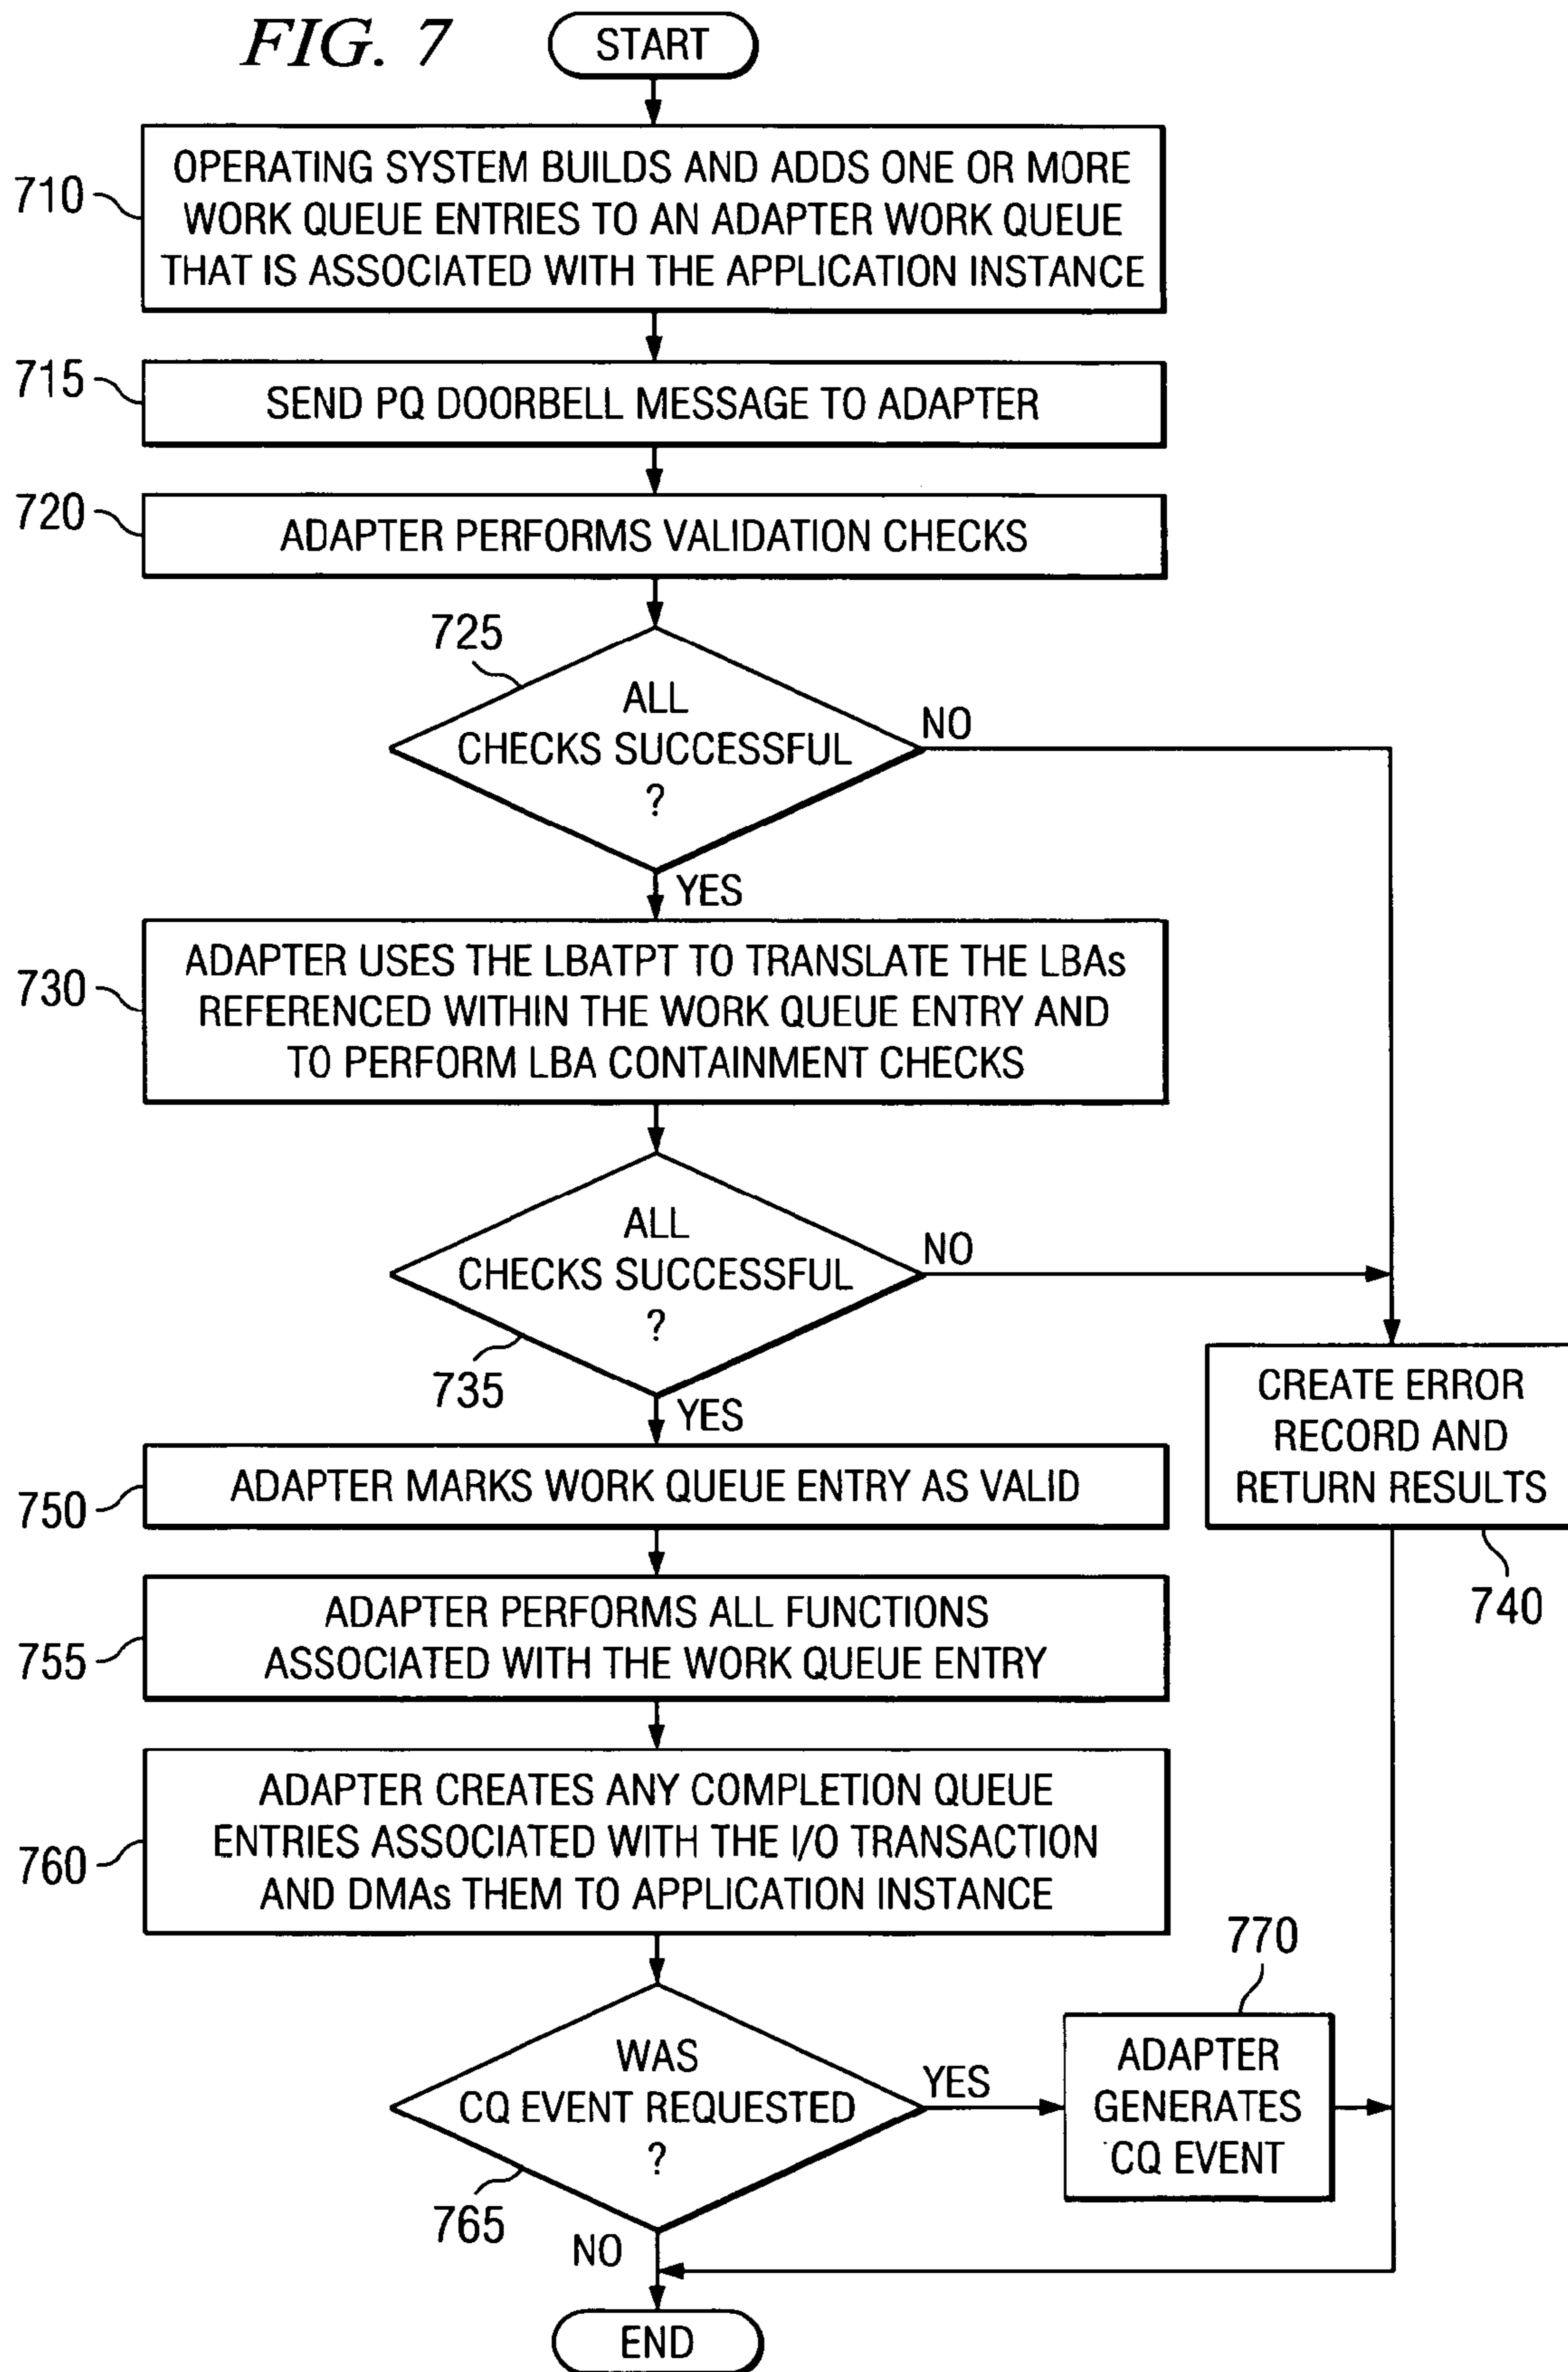 FIG. 7
START
710
OPERATING SYSTEM BUILDS AND ADDS ONE OR MORE
WORK QUEUE ENTRIES TO AN ADAPTER WORK QUEUE
THAT IS ASSOCIATED WITH THE APPLICATION INSTANCE
715
SEND PQ DOORBELL MESSAGE TO ADAPTER
720
ADAPTER PERFORMS VALIDATION CHECKS
725
ALL
CHECKS SUCCESSFUL
?
NO
YES
730
ADAPTER USES THE LBATPT TO TRANSLATE THE LBAs
REFERENCED WITHIN THE WORK QUEUE ENTRY AND
TO PERFORM LBA CONTAINMENT CHECKS
ALL
CHECKS SUCCESSFUL
?
NO
735
YES
CREATE ERROR
RECORD AND
RETURN RESULTS
740
750
ADAPTER MARKS WORK QUEUE ENTRY AS VALID
755
ADAPTER PERFORMS ALL FUNCTIONS
ASSOCIATED WITH THE WORK QUEUE ENTRY
760
ADAPTER CREATES ANY COMPLETION QUEUE
ENTRIES ASSOCIATED WITH THE I/O TRANSACTION
AND DMAs THEM TO APPLICATION INSTANCE
WAS
CQ EVENT REQUESTED
?
765
YES
770
ADAPTER
GENERATES
CQ EVENT
NO
END